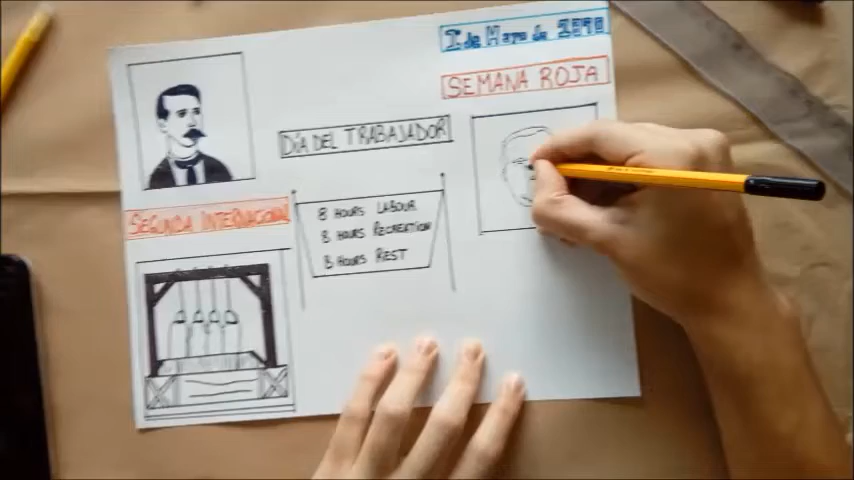 1 de Mayo de 1890
SEMANA ROJA
DÍA DEL TRABAJADOR
SEGUNDA INTERNACIONAL
8 HOURS LABOUR
8 HOURS RECREATION
8 HOURS REST